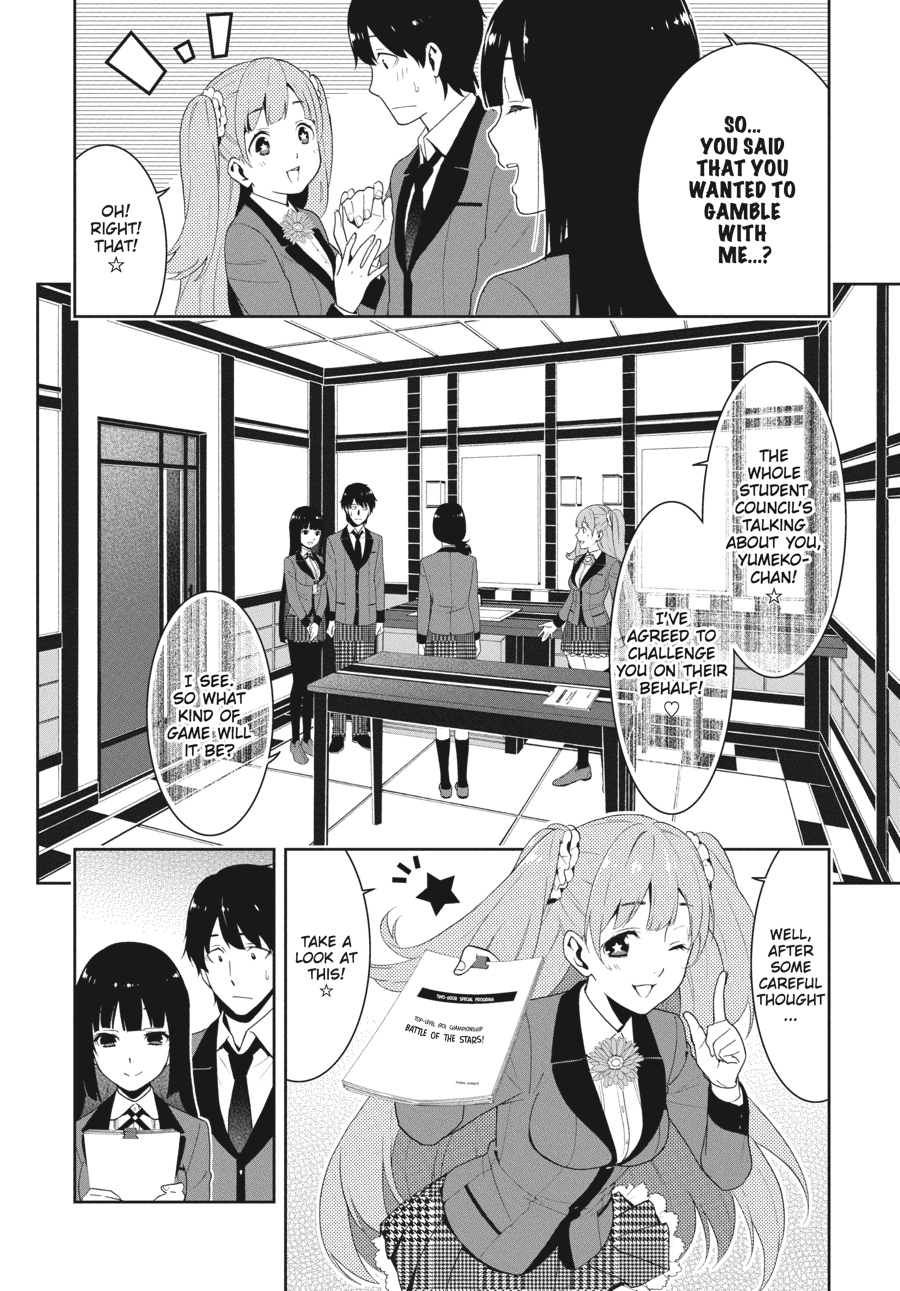 SO...
YOU SAID
THAT YOU
WANTED TO
GAMBLE
WITH
ME...?
OH!
RIGHT!
THAT!
☆
THE
WHOLE
STUDENT
COUNCIL'S
TALKING
ABOUT YOU,
YUMEKO-
CHAN!
☆
I'VE
AGREED TO
CHALLENGE
YOU ON THEIR
BEHALF!
♡
I SEE.
SO WHAT
KIND OF
GAME WILL
IT BE?
WELL,
AFTER
SOME
CAREFUL
THOUGHT
...
TAKE A
LOOK AT
THIS!
☆
TWO-HOUR SPECIAL PROGRAM
TOP-LEVEL IDOL CHAMPIONSHIP
BATTLE OF THE STARS!